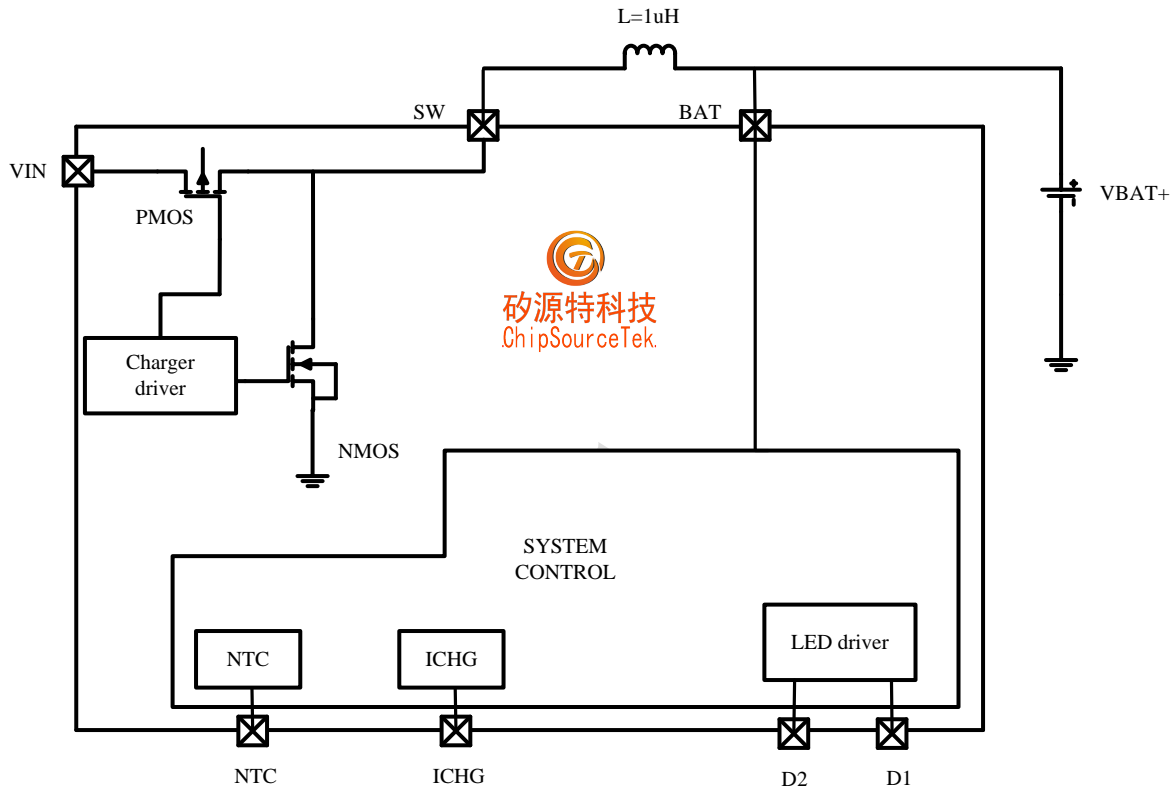 L=1uH
SW
BAT
VIN
PMOS
VBAT+
矽源特科技
ChipSourceTek.
Charger
driver
NMOS
SYSTEM
CONTROL
NTC
ICHG
LED driver
NTC
ICHG
D2
D1